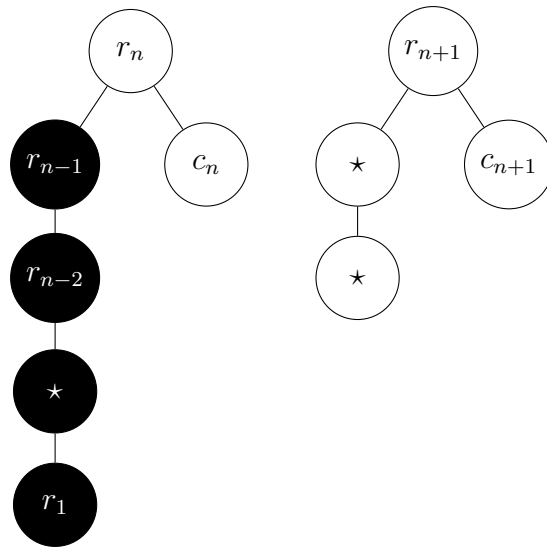 r_n r_{n+1}
r_{n-1} c_n ⋆ c_{n+1}
r_{n-2} ⋆
⋆
r_1